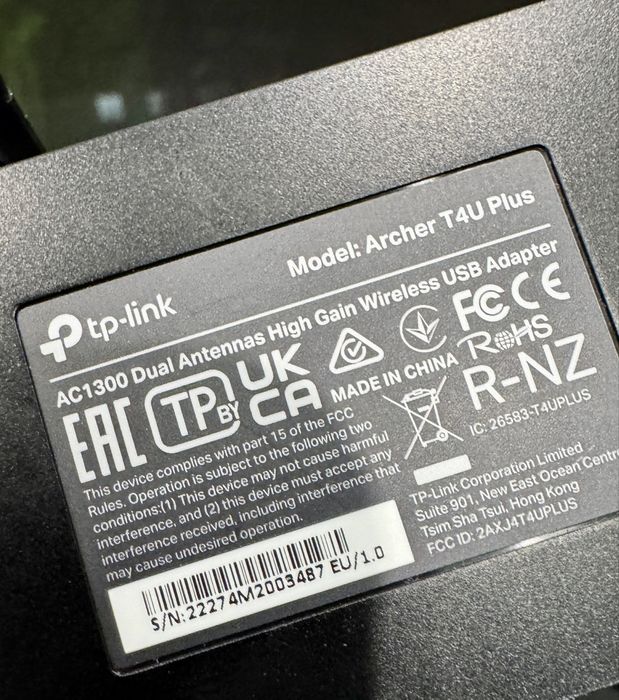 Model: Archer T4U Plus
tp-link
AC1300 Dual Antennas High Gain Wireless USB Adapter
EAC
TP BY
UK
CA
FC CE
RoHS
MADE IN CHINA
R-NZ
IC: 26583-T4UPLUS
This device complies with part 15 of the FCC
Rules. Operation is subject to the following two
conditions:(1) This device may not cause harmful
interference, and (2) this device must accept any
interference received, including interference that
may cause undesired operation.
TP-Link Corporation Limited
Suite 901, New East Ocean Centre
Tsim Sha Tsui, Hong Kong
FCC ID: 2AXJ4T4UPLUS
S/N:22274M2003487 EU/1.0